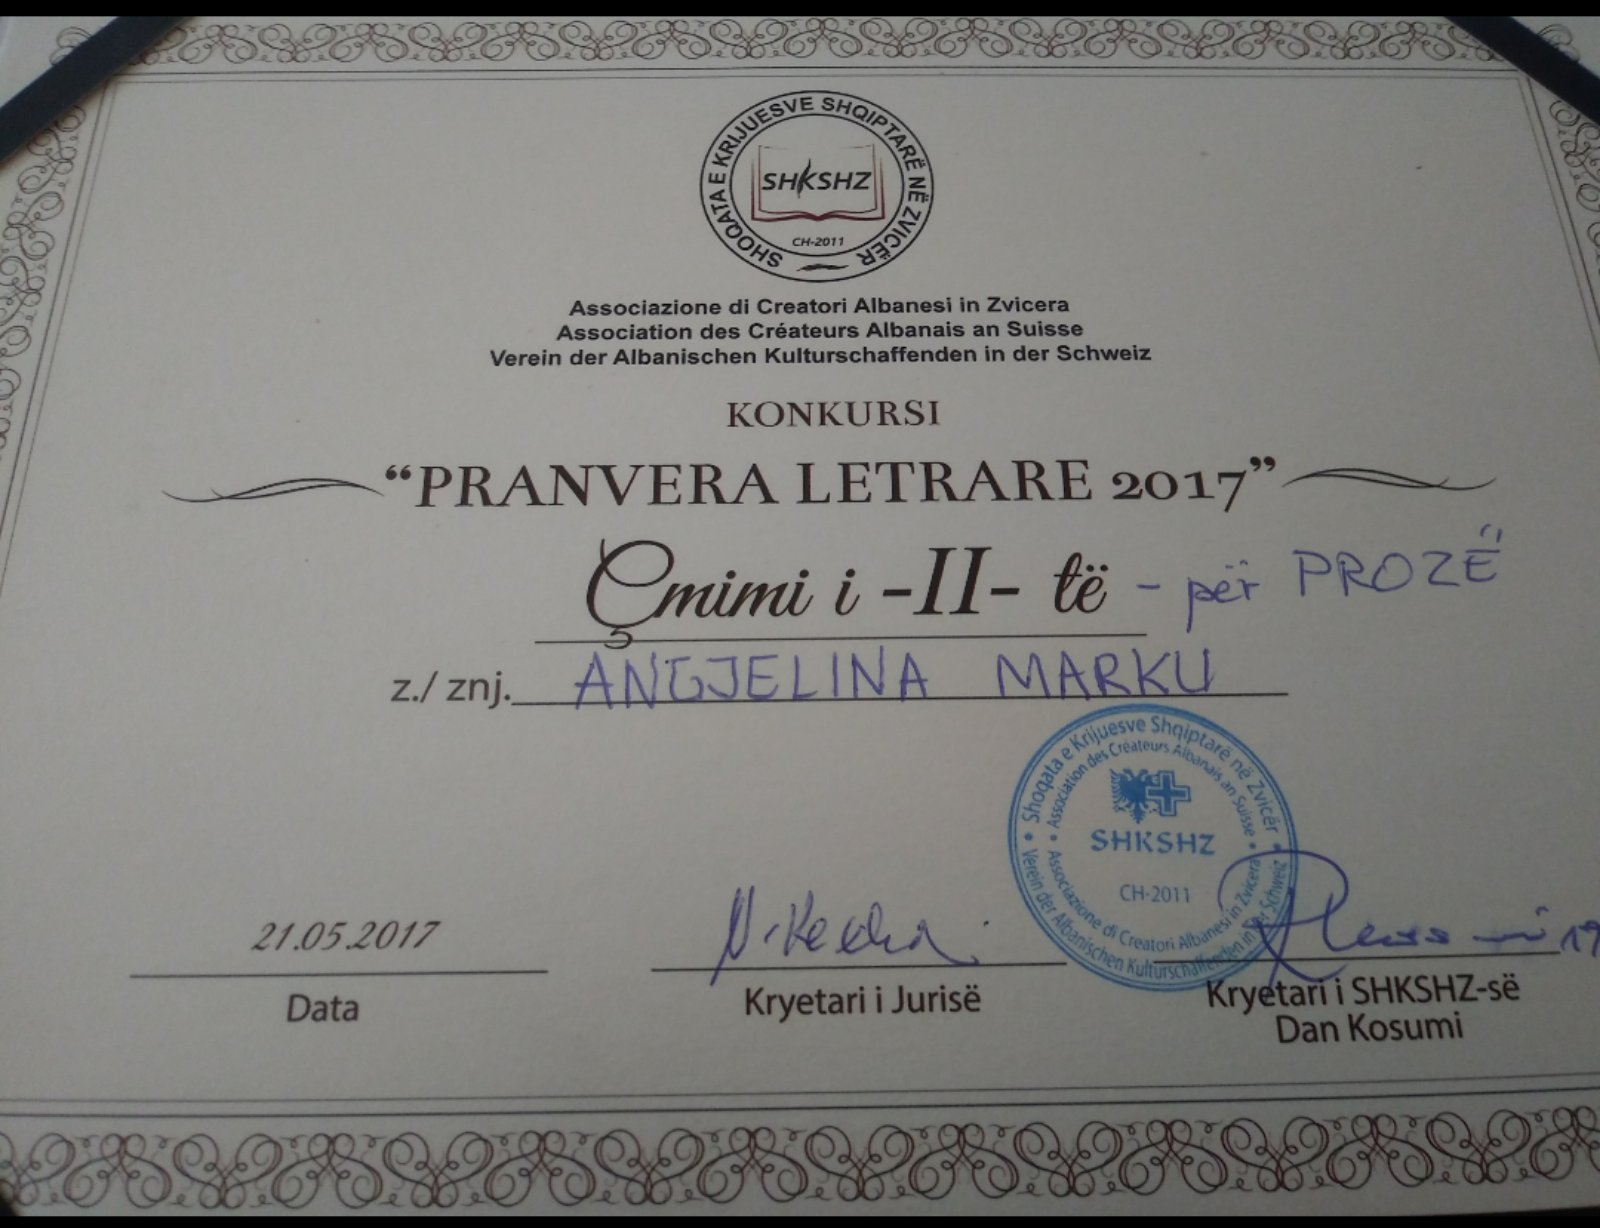 SHOQATA E KRIJUESVE SHQIPTARË NË ZVICËR
SHKSHZ
CH-2011
Associazione di Creatori Albanesi in Zvicera
Association des Créateurs Albanais an Suisse
Verein der Albanischen Kulturschaffenden in der Schweiz
KONKURSI
“PRANVERA LETRARE 2017”
Çmimi i -II- të - për PROZË
z./ znj. ANGJELINA MARKU
Shoqata e Krijuesve Shqiptarë në Zvicër
Association des Créateurs Albanais an Suisse
SHKSHZ
CH-2011
Associazione di Creatori Albanesi in Zvicera
Verein der Albanischen Kulturschaffenden in der Schweiz
21.05.2017
Data
Kryetari i Jurisë
Kryetari i SHKSHZ-së
Dan Kosumi